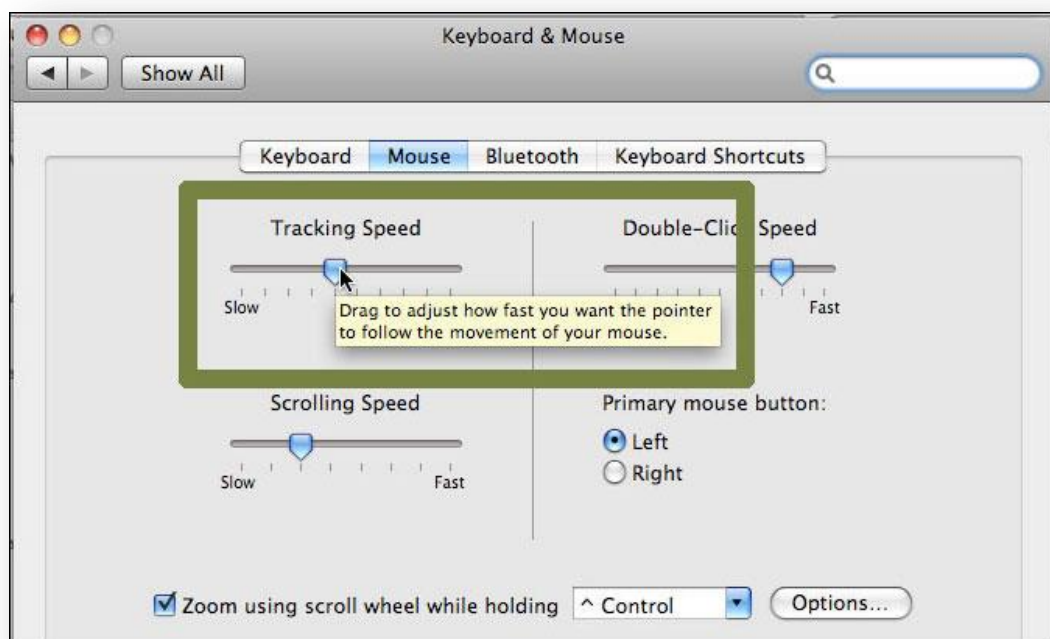 Keyboard & Mouse
Show All
Keyboard Mouse Bluetooth Keyboard Shortcuts
Tracking Speed
Slow
Drag to adjust how fast you want the pointer
to follow the movement of your mouse.
Double-Clic Speed
Fast
Scrolling Speed
Slow Fast
Primary mouse button:
Left
Right
Zoom using scroll wheel while holding ^ Control Options...